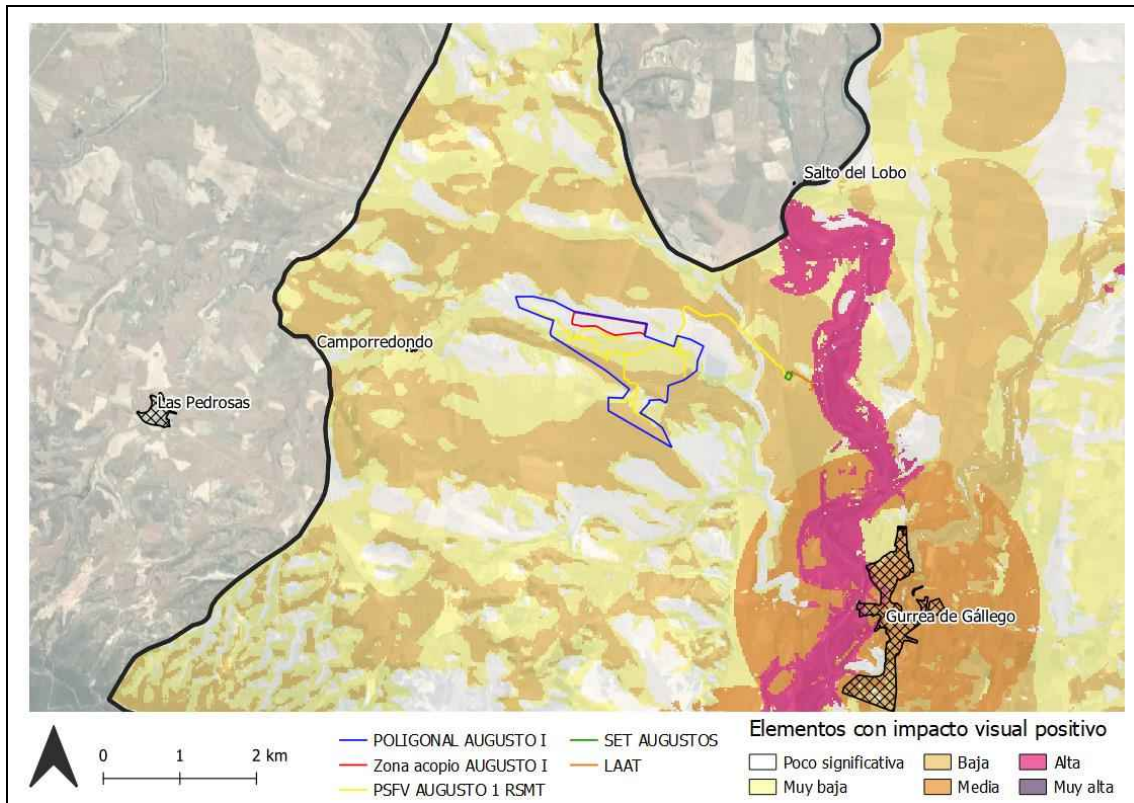 Salto del Lobo
Camporredondo
Las Pedrosas
Gurrea de Gállego
0 1 2 km
POLIGONAL AUGUSTO I
Zona acopio AUGUSTO I
PSFV AUGUSTO 1 RSMT
SET AUGUSTOS
LAAT
Elementos con impacto visual positivo
Poco significativa
Muy baja
Baja
Media
Alta
Muy alta